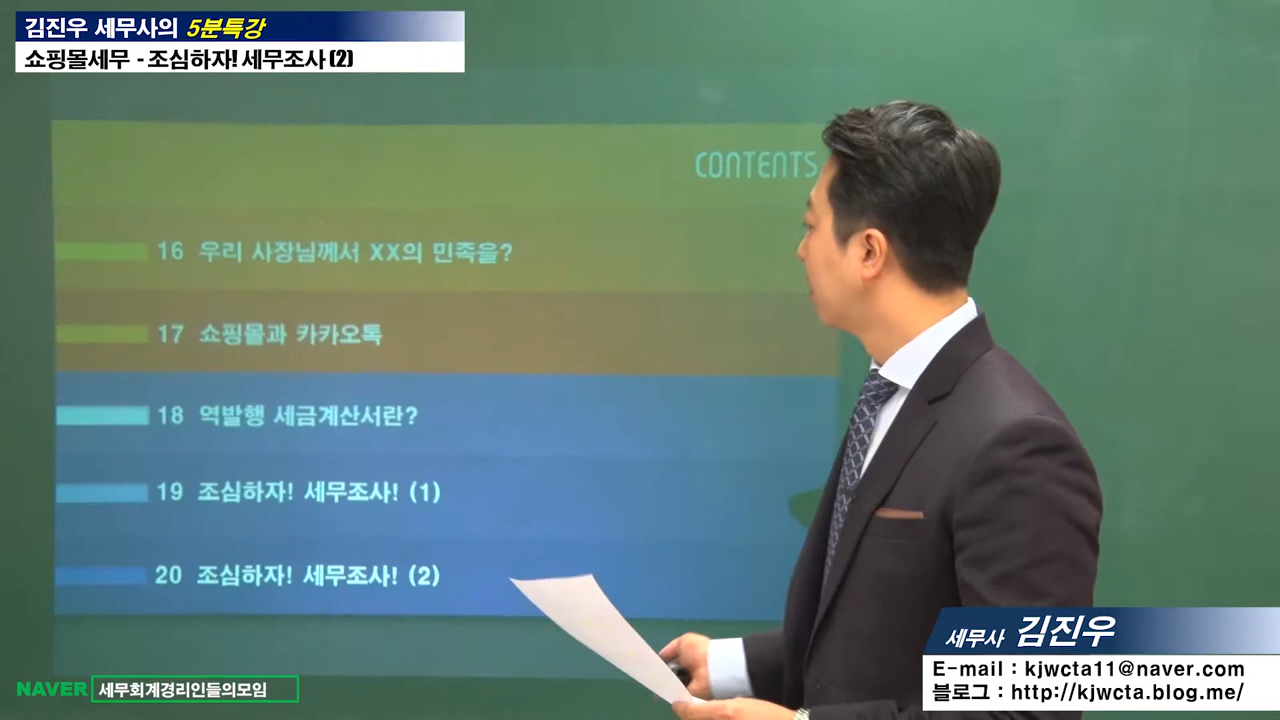 김진우 세무사의 5분특강
쇼핑몰세무 - 조심하자! 세무조사 (2)
CONTENTS
16 우리 사장님께서 XX의 민족을?
17 쇼핑몰과 카카오톡
18 역발행 세금계산서란?
19 조심하자! 세무조사! (1)
20 조심하자! 세무조사! (2)
세무사 김진우
E-mail : kjwcta11@naver.com
블로그 : http://kjwcta.blog.me/
NAVER 세무회계경리인들의모임